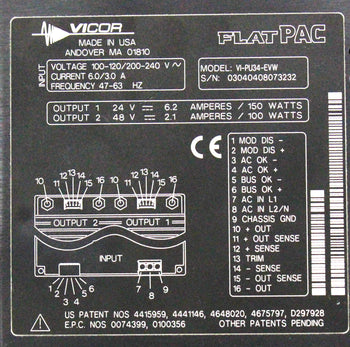 VICOR
MADE IN USA
ANDOVER MA 01810
FLATPAC
INPUT
VOLTAGE 100-120/200-240 V~
CURRENT 6.0/3.0 A
FREQUENCY 47-63 HZ
MODEL: VI-PU34-EVW
S/N: 03040408073232
OUTPUT 1 24 V ⎓ 6.2 AMPERES / 150 WATTS
OUTPUT 2 48 V ⎓ 2.1 AMPERES / 100 WATTS
CE
1 MOD DIS -
2 MOD DIS +
3 AC OK -
4 AC OK +
5 BUS OK -
6 BUS OK +
7 AC IN L1
8 AC IN L2/N
9 CHASSIS GND
10 + OUT
11 + OUT SENSE
12 + SENSE
13 TRIM
14 - SENSE
15 - OUT SENSE
16 - OUT
10 11 12 13 14 15 16 10 11 12 13 14 15 16
OUTPUT 2 OUTPUT 1
INPUT
1 2 3 4 5 6 7 8 9
US PATENT NOS 4415959, 4441146, 4648020, 4675797, D297928
E.P.C. NOS 0074399, 0100356 OTHER PATENTS PENDING